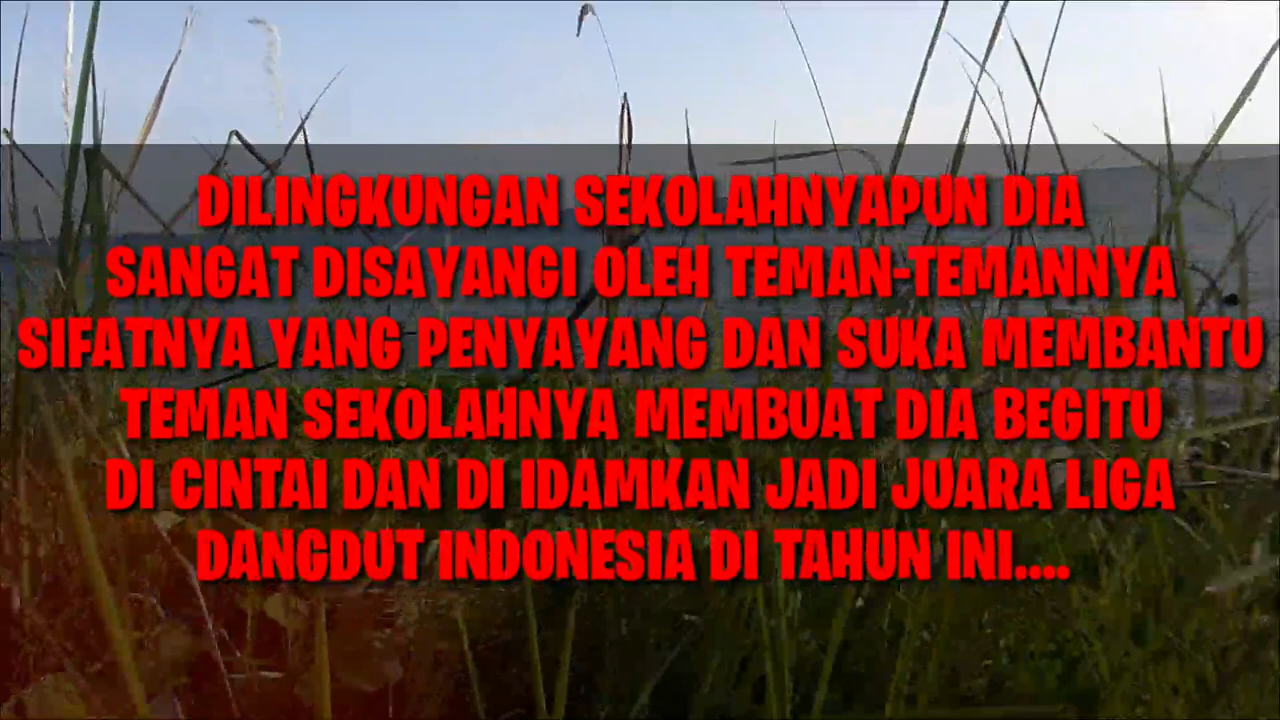 DILINGKUNGAN SEKOLAHNYAPUN DIA
SANGAT DISAYANGI OLEH TEMAN-TEMANNYA
SIFATNYA YANG PENYAYANG DAN SUKA MEMBANTU
TEMAN SEKOLAHNYA MEMBUAT DIA BEGITU
DI CINTAI DAN DI IDAMKAN JADI JUARA LIGA
DANGDUT INDONESIA DI TAHUN INI....